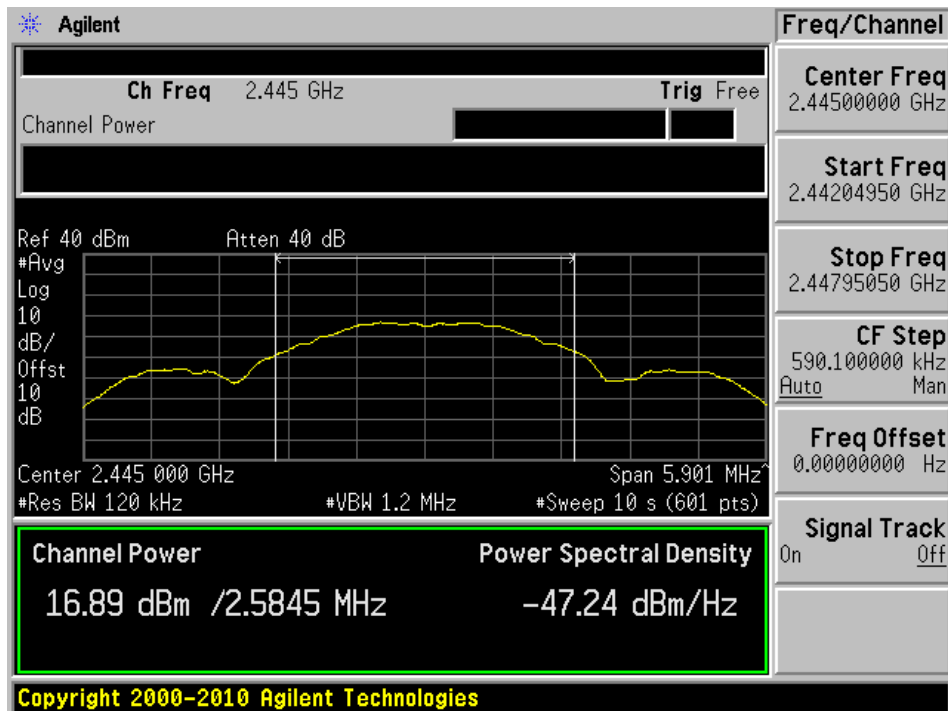 Agilent
Freq/Channel
Ch Freq 2.445 GHz Trig Free
Channel Power
Center Freq
2.44500000 GHz
Start Freq
2.44204950 GHz
Stop Freq
2.44795050 GHz
CF Step
590.100000 kHz
Auto Man
Freq Offset
0.00000000 Hz
Signal Track
On Off
Ref 40 dBm Atten 40 dB
#Avg
Log
10
dB/
Offst
10
dB
Center 2.445 000 GHz Span 5.901 MHz^
#Res BW 120 kHz #VBW 1.2 MHz #Sweep 10 s (601 pts)
Channel Power Power Spectral Density
16.89 dBm /2.5845 MHz -47.24 dBm/Hz
Copyright 2000-2010 Agilent Technologies